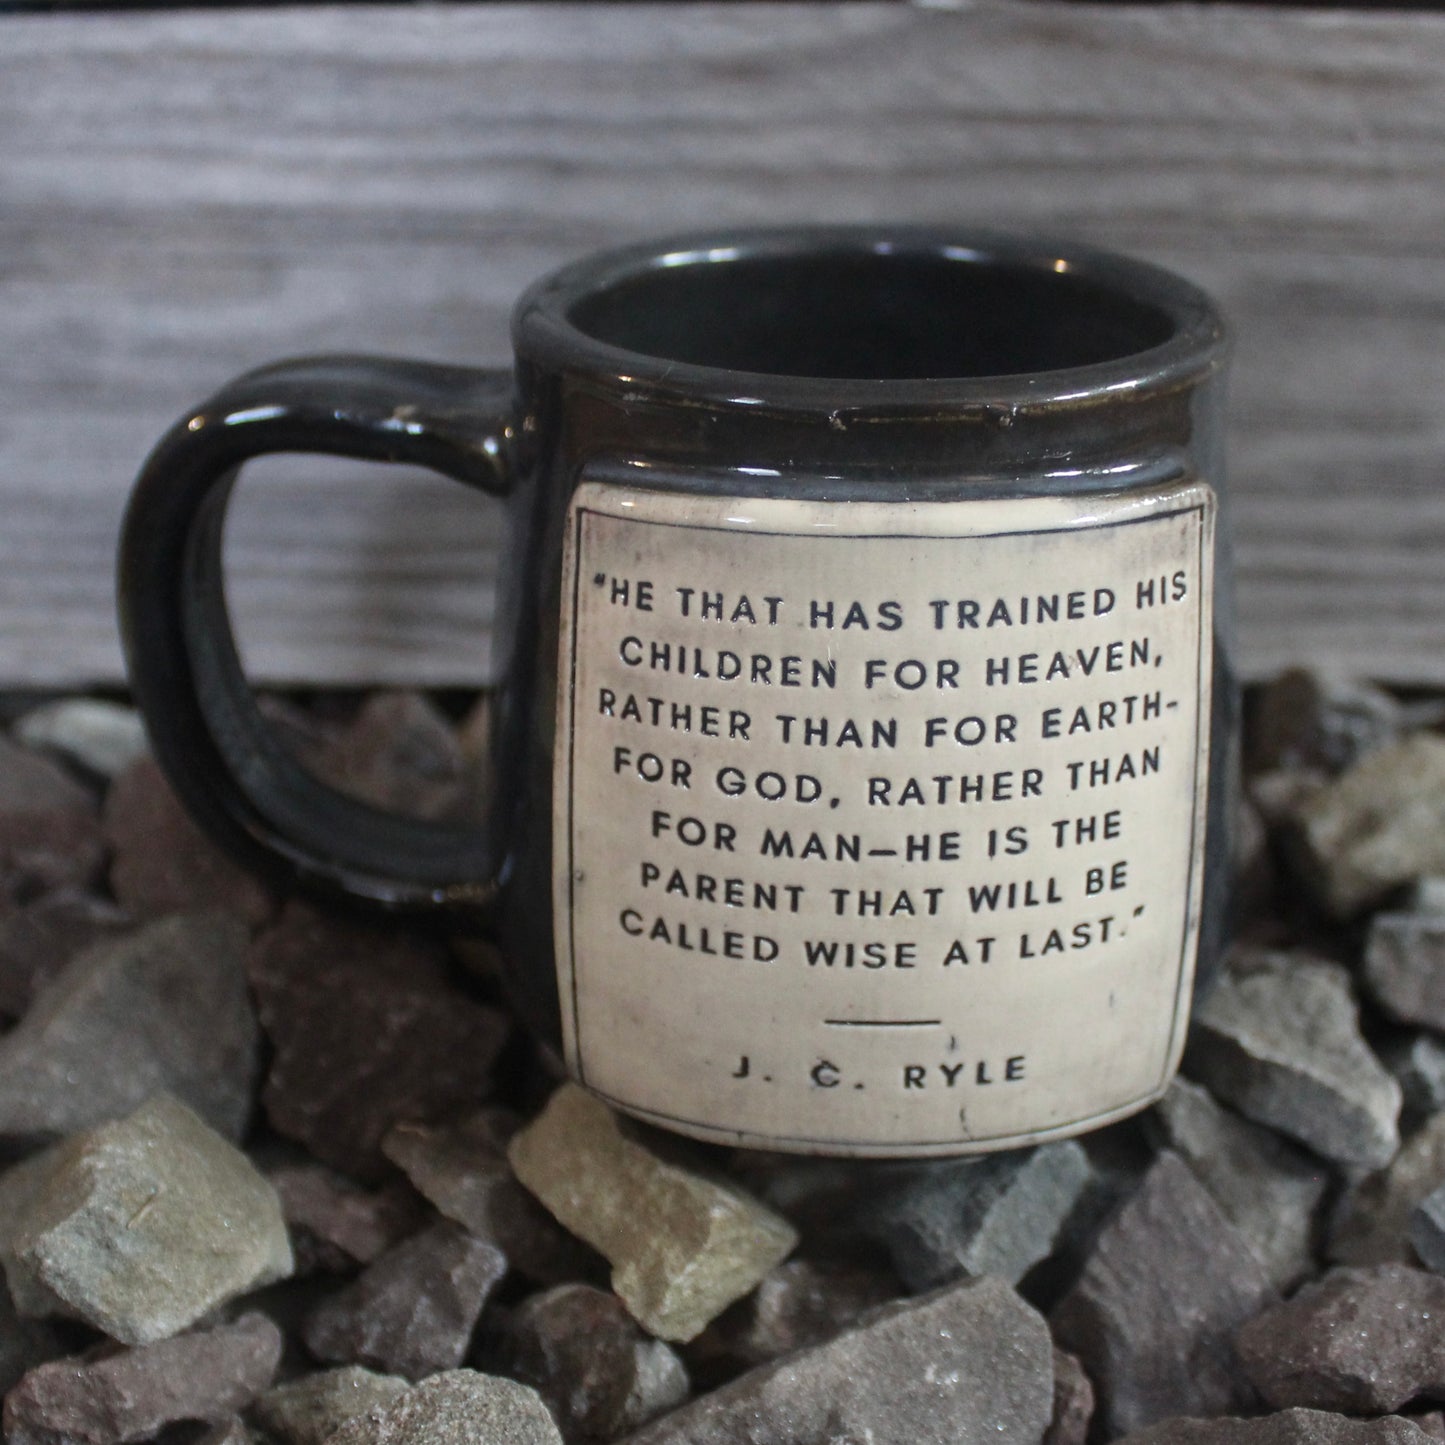 "HE THAT HAS TRAINED HIS
CHILDREN FOR HEAVEN,
RATHER THAN FOR EARTH-
FOR GOD, RATHER THAN
FOR MAN—HE IS THE
PARENT THAT WILL BE
CALLED WISE AT LAST."
J. C. RYLE